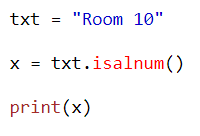 txt = "Room 10"
x = txt.isalnum()
print(x)